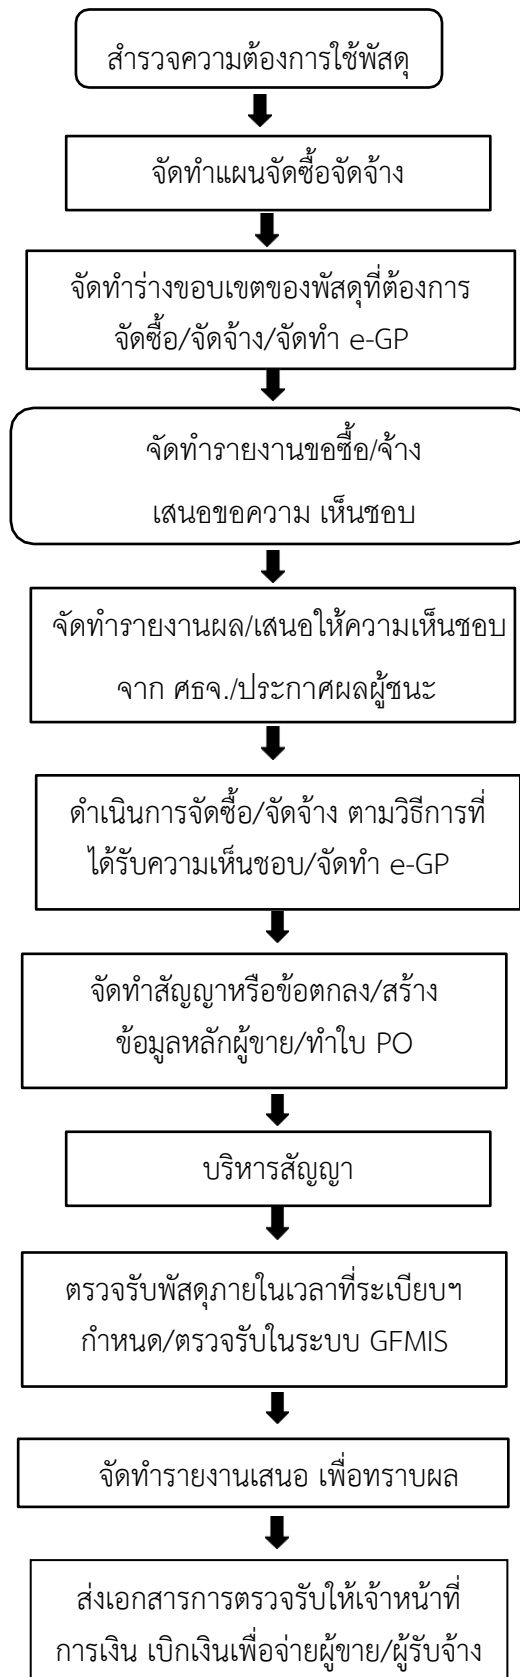 สำรวจความต้องการใช้พัสดุ
จัดทำแผนจัดซื้อจัดจ้าง
จัดทำร่างขอบเขตของพัสดุที่ต้องการ
จัดซื้อ/จัดจ้าง/จัดทำ e-GP
จัดทำรายงานขอซื้อ/จ้าง
เสนอขอความ เห็นชอบ
จัดทำรายงานผล/เสนอให้ความเห็นชอบ
จาก ศธจ./ประกาศผลผู้ชนะ
ดำเนินการจัดซื้อ/จัดจ้าง ตามวิธีการที่
ได้รับความเห็นชอบ/จัดทำ e-GP
จัดทำสัญญาหรือข้อตกลง/สร้าง
ข้อมูลหลักผู้ขาย/ทำใบ PO
บริหารสัญญา
ตรวจรับพัสดุภายในเวลาที่ระเบียบฯ
กำหนด/ตรวจรับในระบบ GFMIS
จัดทำรายงานเสนอ เพื่อทราบผล
ส่งเอกสารการตรวจรับให้เจ้าหน้าที่
การเงิน เบิกเงินเพื่อจ่ายผู้ขาย/ผู้รับจ้าง